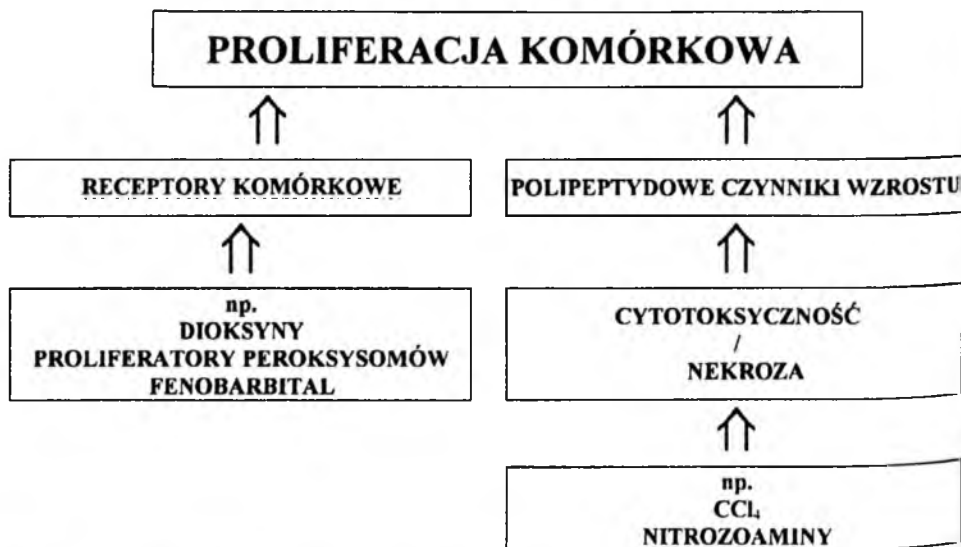 PROLIFERACJA KOMÓRKOWA
RECEPTORY KOMÓRKOWE
POLIPEPTYDOWE CZYNNIKI WZROSTU
np.
DIOKSYNY
PROLIFERATORY PEROKSYSOMÓW
FENOBARBITAL
CYTOTOKSYCZNOŚĆ
/
NEKROZA
np.
CCl₄
NITROZOAMINY